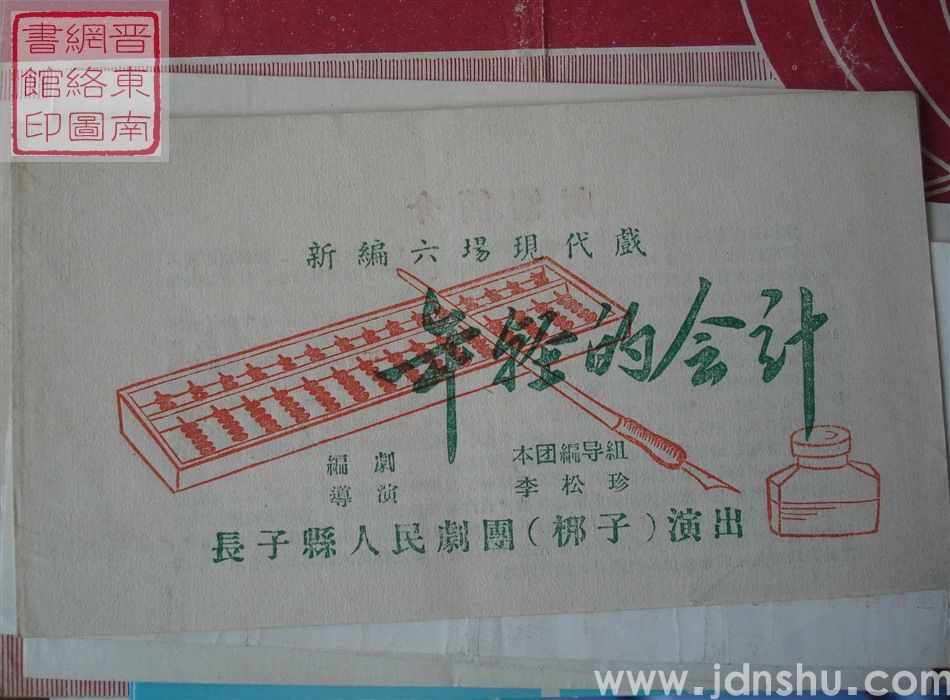 晋東南
網絡圖
書館印
新編六場現代戲
年輕的会计
編劇 本团編导組
導演 李松珍
長子縣人民劇團（梆子）演出
www.jdnshu.com